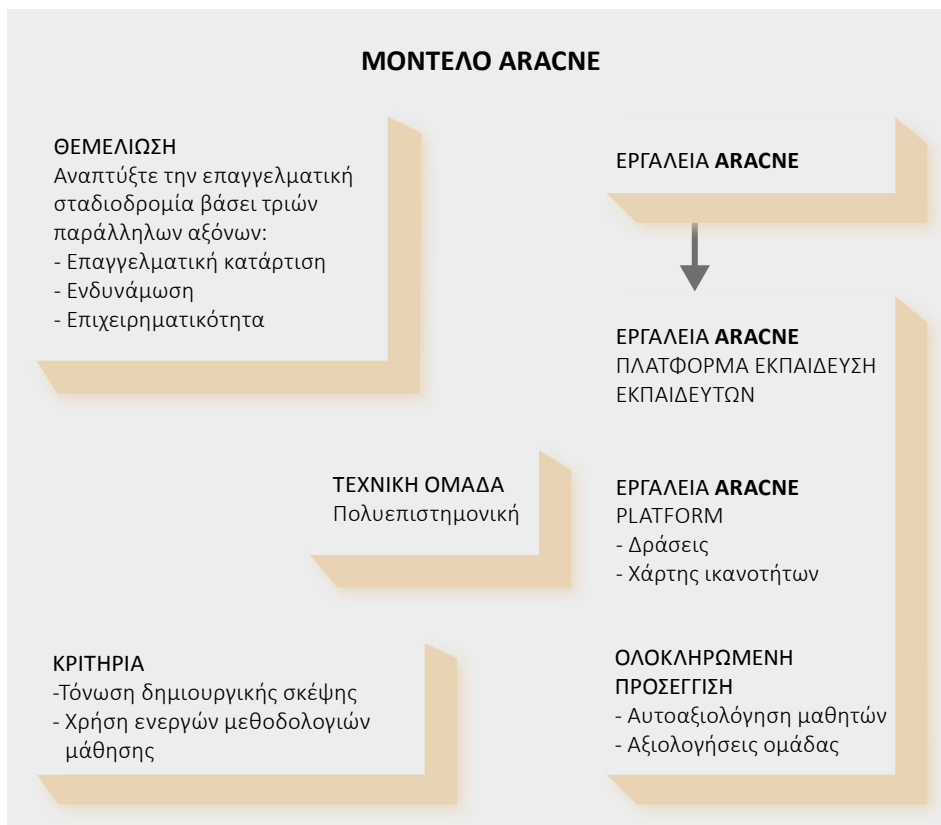 ΜΟΝΤΕΛΟ ARACNE
ΘΕΜΕΛΙΩΣΗ
Αναπτύξτε την επαγγελματική
σταδιοδρομία βάσει τριών
παράλληλων αξόνων:
- Επαγγελματική κατάρτιση
- Ενδυνάμωση
- Επιχειρηματικότητα
ΤΕΧΝΙΚΗ ΟΜΑΔΑ
Πολυεπιστημονική
ΚΡΙΤΗΡΙΑ
-Τόνωση δημιουργικής σκέψης
- Χρήση ενεργών μεθοδολογιών
μάθησης
ΕΡΓΑΛΕΙΑ ARACNE
ΕΡΓΑΛΕΙΑ ARACNE
ΠΛΑΤΦΟΡΜΑ ΕΚΠΑΙΔΕΥΣΗ
ΕΚΠΑΙΔΕΥΤΩΝ
ΕΡΓΑΛΕΙΑ ARACNE
PLATFORM
- Δράσεις
- Χάρτης ικανοτήτων
ΟΛΟΚΛΗΡΩΜΕΝΗ
ΠΡΟΣΕΓΓΙΣΗ
- Αυτοαξιολόγηση μαθητών
- Αξιολογήσεις ομάδας